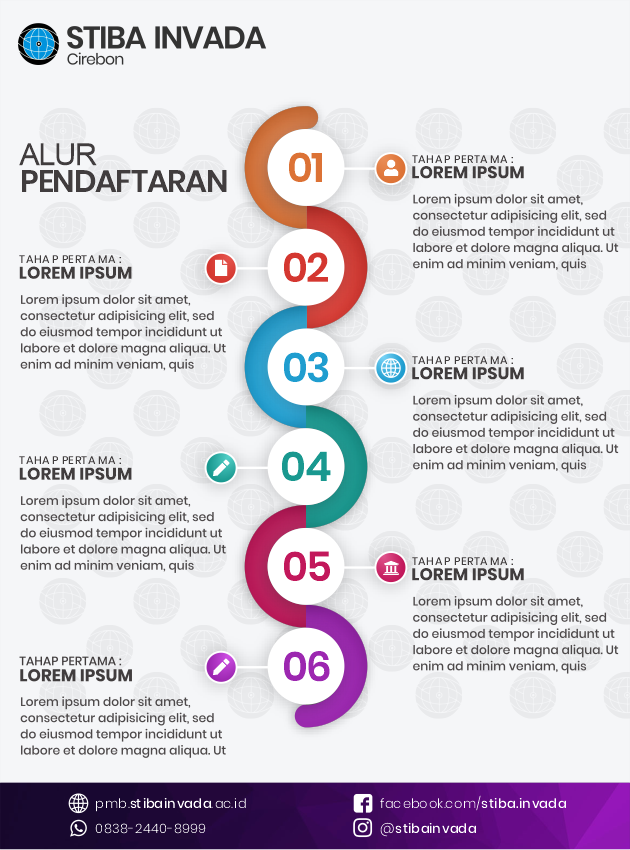 STIBA INVADA
Cirebon
ALUR
PENDAFTARAN
01
TAHAP PERTAMA :
LOREM IPSUM
Lorem ipsum dolor sit amet,
consectetur adipisicing elit, sed
do eiusmod tempor incididunt ut
labore et dolore magna aliqua. Ut
enim ad minim veniam, quis
02
TAHAP PERTAMA :
LOREM IPSUM
Lorem ipsum dolor sit amet,
consectetur adipisicing elit, sed
do eiusmod tempor incididunt ut
labore et dolore magna aliqua. Ut
enim ad minim veniam, quis
03
TAHAP PERTAMA :
LOREM IPSUM
Lorem ipsum dolor sit amet,
consectetur adipisicing elit, sed
do eiusmod tempor incididunt ut
labore et dolore magna aliqua. Ut
enim ad minim veniam, quis
04
TAHAP PERTAMA :
LOREM IPSUM
Lorem ipsum dolor sit amet,
consectetur adipisicing elit, sed
do eiusmod tempor incididunt ut
labore et dolore magna aliqua. Ut
enim ad minim veniam, quis
05
TAHAP PERTAMA :
LOREM IPSUM
Lorem ipsum dolor sit amet,
consectetur adipisicing elit, sed
do eiusmod tempor incididunt ut
labore et dolore magna aliqua. Ut
enim ad minim veniam, quis
06
TAHAP PERTAMA :
LOREM IPSUM
Lorem ipsum dolor sit amet,
consectetur adipisicing elit, sed
do eiusmod tempor incididunt ut
labore et dolore magna aliqua. Ut
pmb.stibainvada.ac.id
0838-2440-8999
facebook.com/stiba.invada
@stibainvada